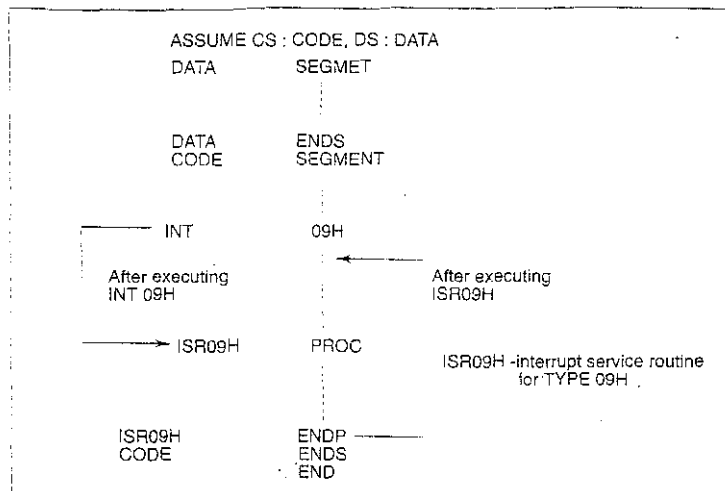 ASSUME CS : CODE, DS : DATA
DATA SEGMET
DATA ENDS
CODE SEGMENT
INT 09H
After executing
INT 09H
After executing
ISR09H
ISR09H PROC
ISR09H -interrupt service routine
for TYPE 09H
ISR09H ENDP
CODE ENDS
END